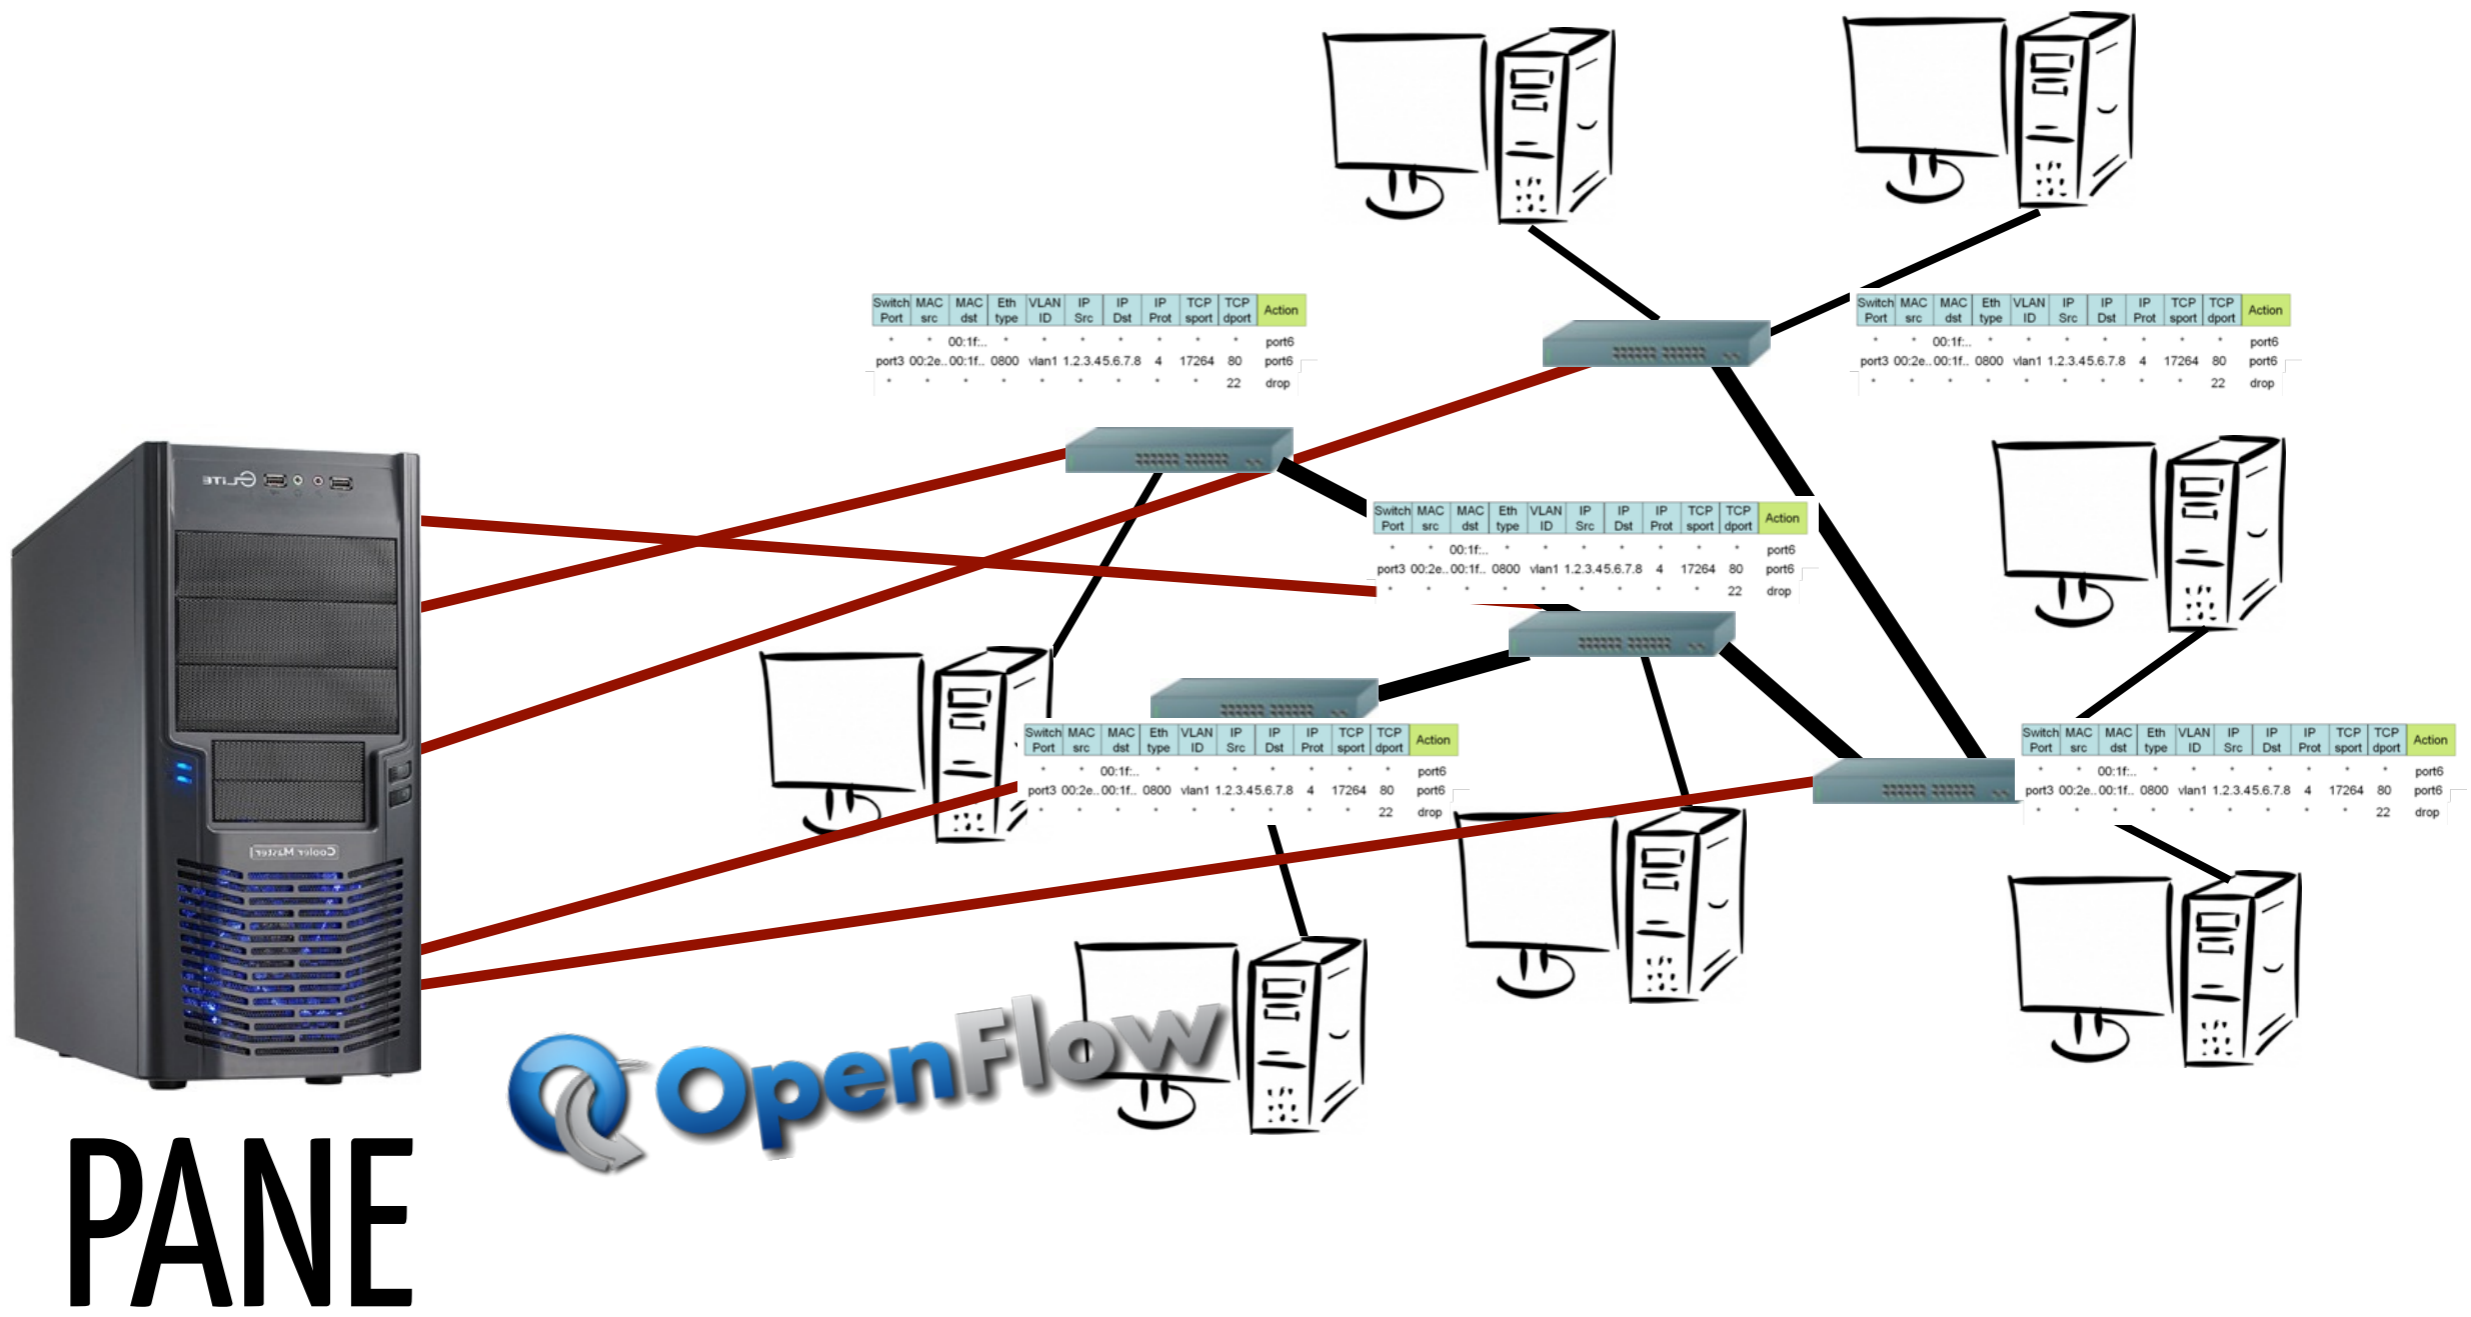 Switch Port MAC src MAC dst Eth type VLAN ID IP Src IP Dst IP Prot TCP sport TCP dport Action
* * 00:1f:.. * * * * * * * port6
port3 00:2e.. 00:1f.. 0800 vlan1 1.2.3.4 5.6.7.8 4 17264 80 port6
* * * * * * * * * 22 drop
Switch Port MAC src MAC dst Eth type VLAN ID IP Src IP Dst IP Prot TCP sport TCP dport Action
* * 00:1f:.. * * * * * * * port6
port3 00:2e.. 00:1f.. 0800 vlan1 1.2.3.4 5.6.7.8 4 17264 80 port6
* * * * * * * * * 22 drop
ELITE
Switch Port MAC src MAC dst Eth type VLAN ID IP Src IP Dst IP Prot TCP sport TCP dport Action
* * 00:1f:.. * * * * * * * port6
port3 00:2e.. 00:1f.. 0800 vlan1 1.2.3.4 5.6.7.8 4 17264 80 port6
* * * * * * * * * 22 drop
Switch Port MAC src MAC dst Eth type VLAN ID IP Src IP Dst IP Prot TCP sport TCP dport Action
* * 00:1f:.. * * * * * * * port6
port3 00:2e.. 00:1f.. 0800 vlan1 1.2.3.4 5.6.7.8 4 17264 80 port6
* * * * * * * * * 22 drop
Switch Port MAC src MAC dst Eth type VLAN ID IP Src IP Dst IP Prot TCP sport TCP dport Action
* * 00:1f:.. * * * * * * * port6
port3 00:2e.. 00:1f.. 0800 vlan1 1.2.3.4 5.6.7.8 4 17264 80 port6
* * * * * * * * * 22 drop
Cooler Master
OpenFlow
PANE